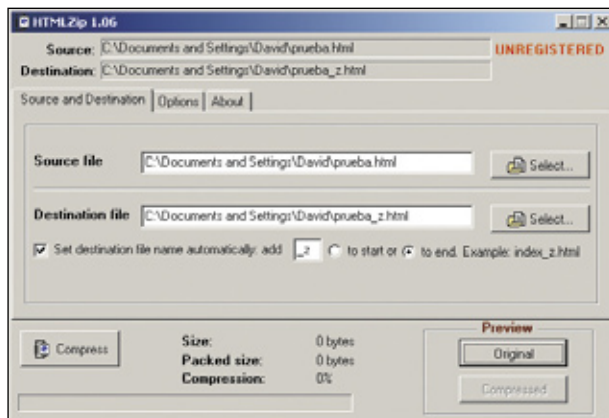 HTMLZip 1.06
Source: C:\Documents and Settings\David\prueba.html
UNREGISTERED
Destination: C:\Documents and Settings\David\prueba_z.html
Source and Destination Options About
Source file C:\Documents and Settings\David\prueba.html Select...
Destination file C:\Documents and Settings\David\prueba_z.html Select...
Set destination file name automatically: add _z to start or to end. Example: index_z.html
Compress
Size: 0 bytes
Packed size: 0 bytes
Compression: 0%
Preview
Original
Compressed